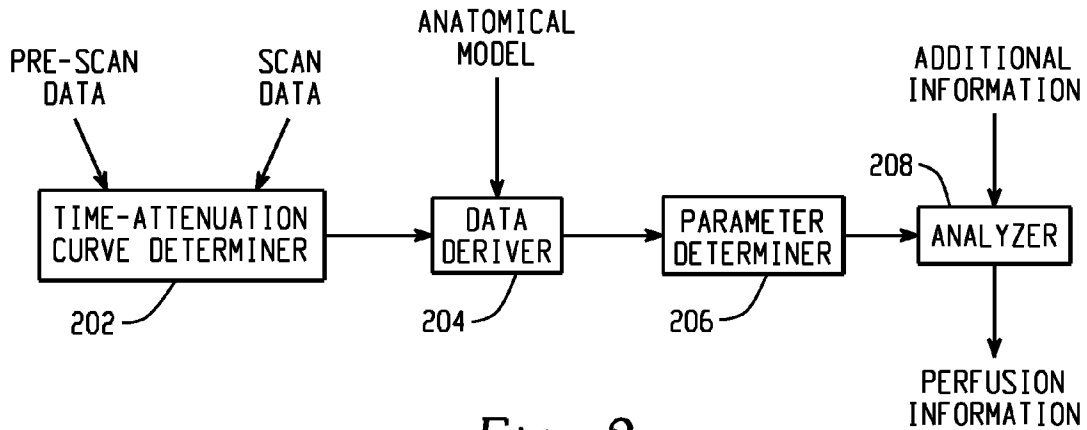 PRE-SCAN
DATA
SCAN
DATA
ANATOMICAL
MODEL
ADDITIONAL
INFORMATION
208
TIME-ATTENUATION
CURVE DETERMINER
DATA
DERIVER
PARAMETER
DETERMINER
ANALYZER
202
204
206
PERFUSION
INFORMATION